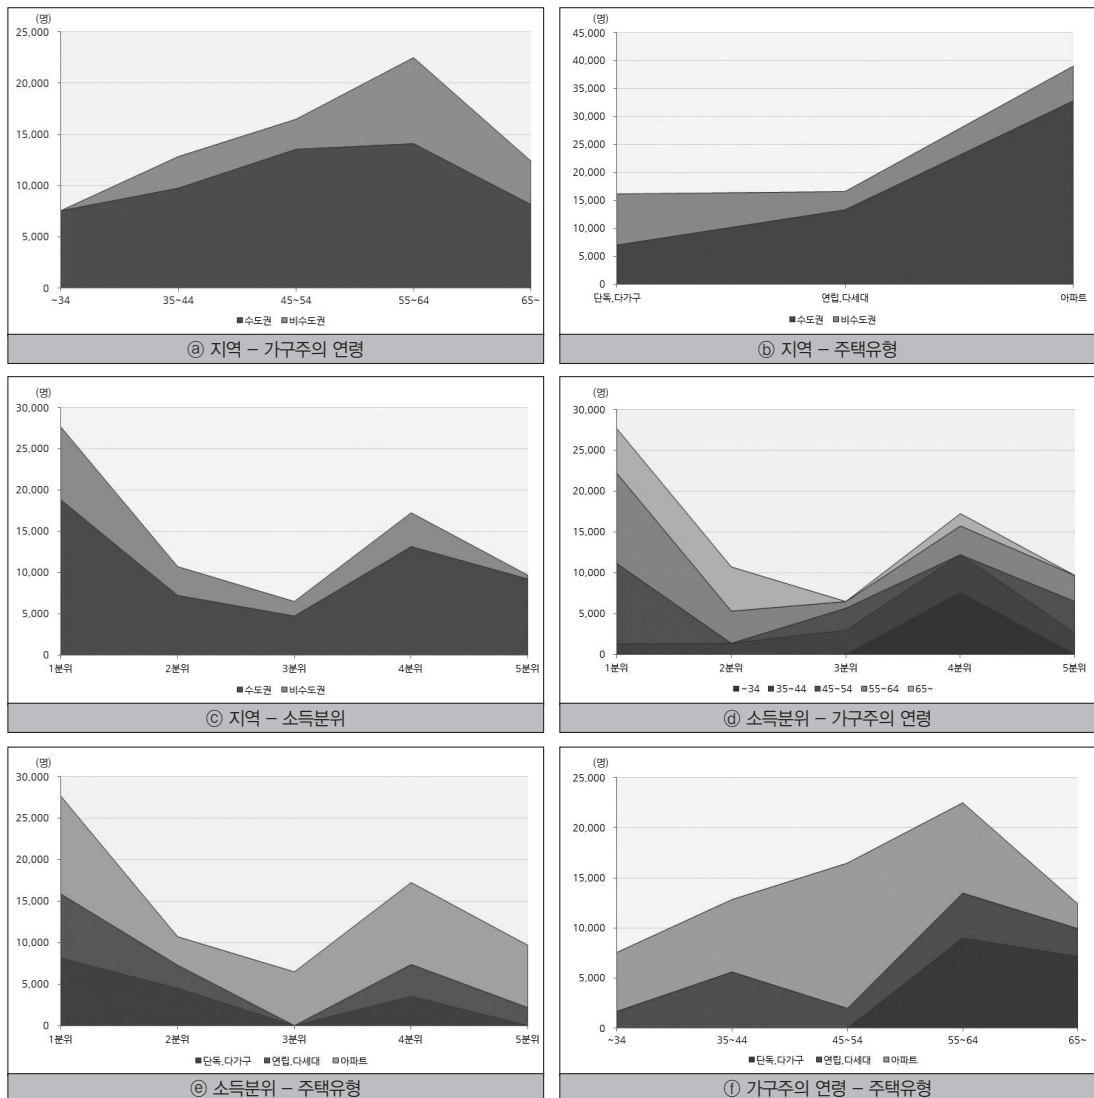 (명)
25,000
20,000
15,000
10,000
5,000
0
~34 35~44 45~54 55~64 65~
■수도권 ■비수도권
ⓐ 지역 – 가구주의 연령
(명)
45,000
40,000
35,000
30,000
25,000
20,000
15,000
10,000
5,000
0
단독,다가구 연립,다세대 아파트
■수도권 ■비수도권
ⓑ 지역 – 주택유형
(명)
30,000
25,000
20,000
15,000
10,000
5,000
0
1분위 2분위 3분위 4분위 5분위
■수도권 ■비수도권
ⓒ 지역 – 소득분위
(명)
30,000
25,000
20,000
15,000
10,000
5,000
0
1분위 2분위 3분위 4분위 5분위
■~34 ■35~44 ■45~54 ■55~64 ■65~
ⓓ 소득분위 – 가구주의 연령
(명)
30,000
25,000
20,000
15,000
10,000
5,000
0
1분위 2분위 3분위 4분위 5분위
■단독,다가구 ■연립,다세대 ■아파트
ⓔ 소득분위 – 주택유형
(명)
25,000
20,000
15,000
10,000
5,000
0
~34 35~44 45~54 55~64 65~
■단독,다가구 ■연립,다세대 ■아파트
ⓕ 가구주의 연령 – 주택유형